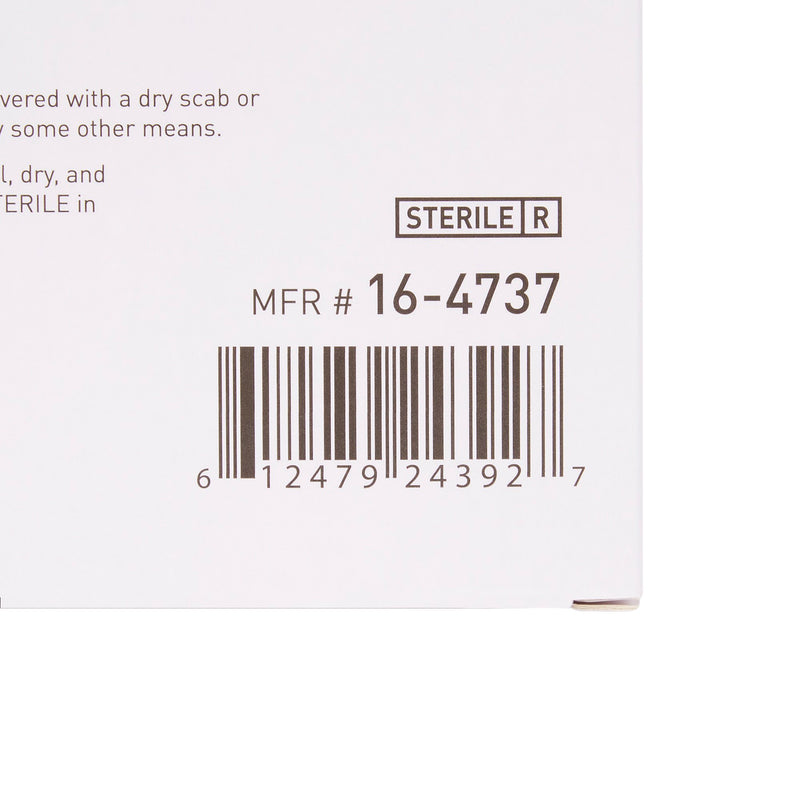 vered with a dry scab or
some other means.
l, dry, and
TERILE in
STERILE R
MFR # 16-4737
6 12479 24392 7